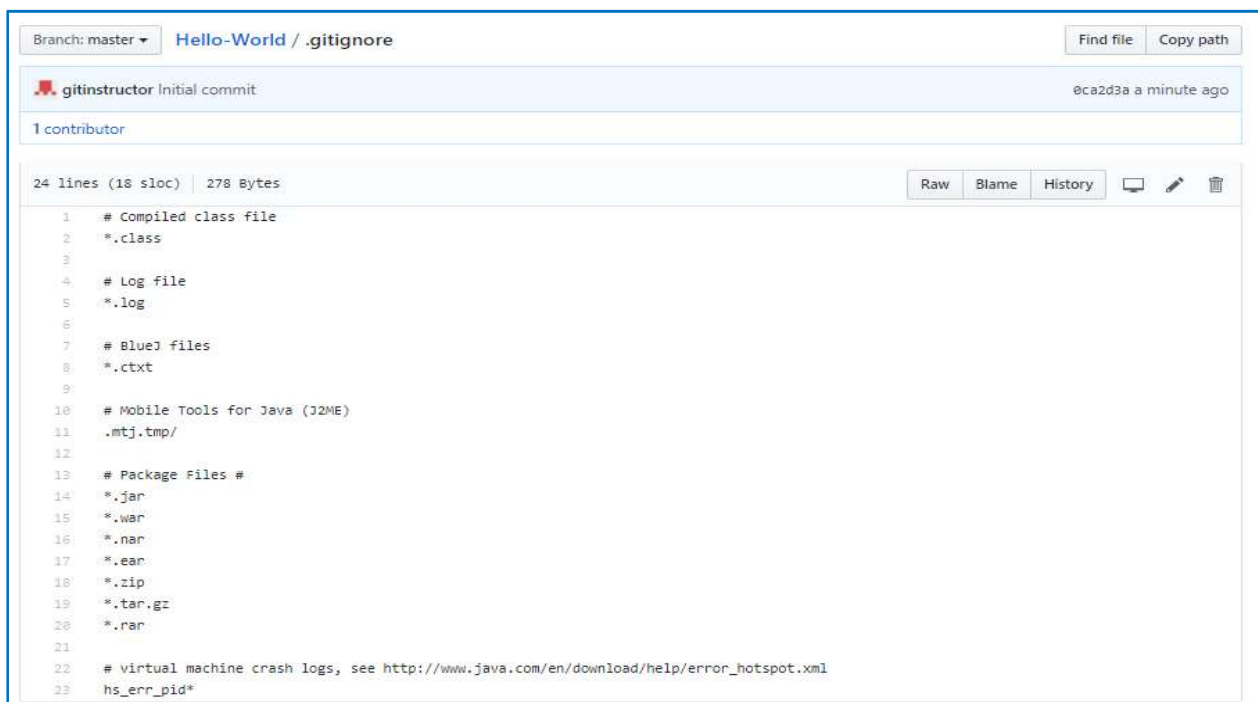 Branch: master Hello-World / .gitignore Find file Copy path
gitinstructor Initial commit 0ca2d3a a minute ago
1 contributor
24 lines (18 sloc) 278 Bytes Raw Blame History
1 # Compiled class file
2 *.class
3
4 # Log file
5 *.log
6
7 # BlueJ files
8 *.ctxt
9
10 # Mobile Tools for Java (J2ME)
11 .mtj.tmp/
12
13 # Package Files #
14 *.jar
15 *.war
16 *.nar
17 *.ear
18 *.zip
19 *.tar.gz
20 *.rar
21
22 # virtual machine crash logs, see http://www.java.com/en/download/help/error_hotspot.xml
23 hs_err_pid*